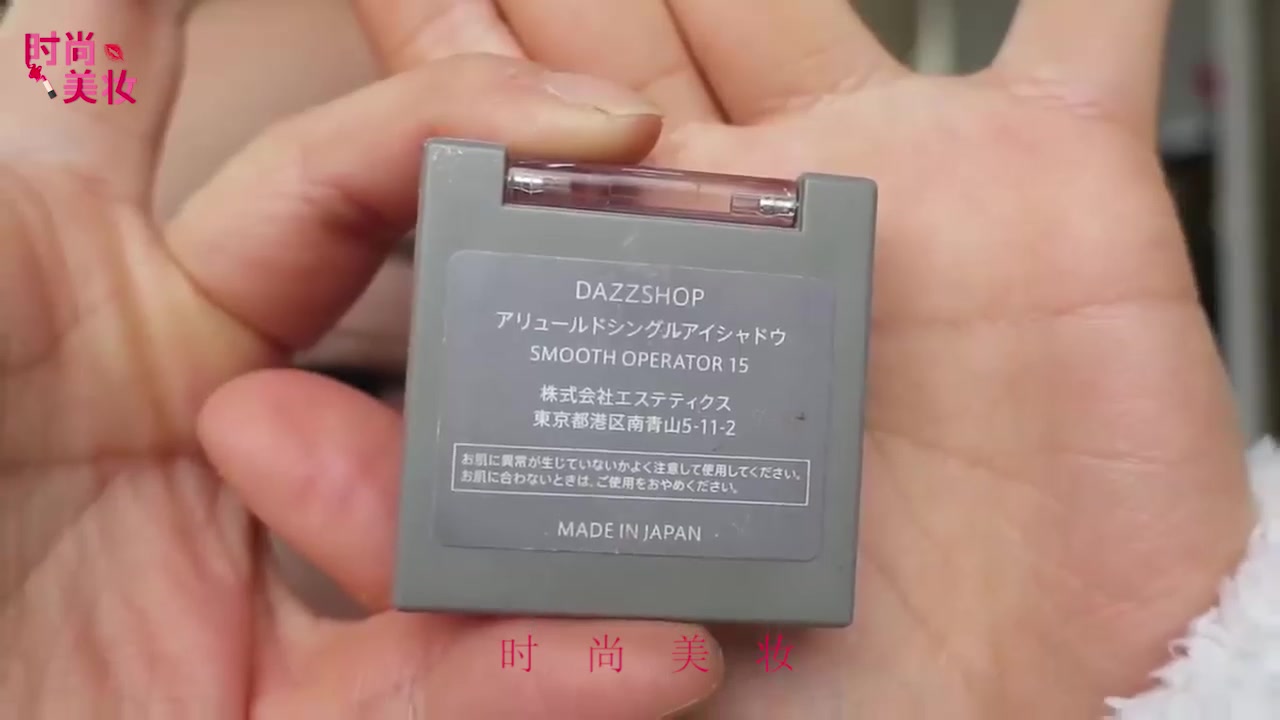 时尚
美妆
DAZZSHOP
アリュールドシングルアイシャドウ
SMOOTH OPERATOR 15
株式会社エステティクス
東京都港区南青山5-11-2
お肌に異常が生じていないかよく注意して使用してください。
お肌に合わないときは、ご使用をおやめください。
MADE IN JAPAN
时尚美妆